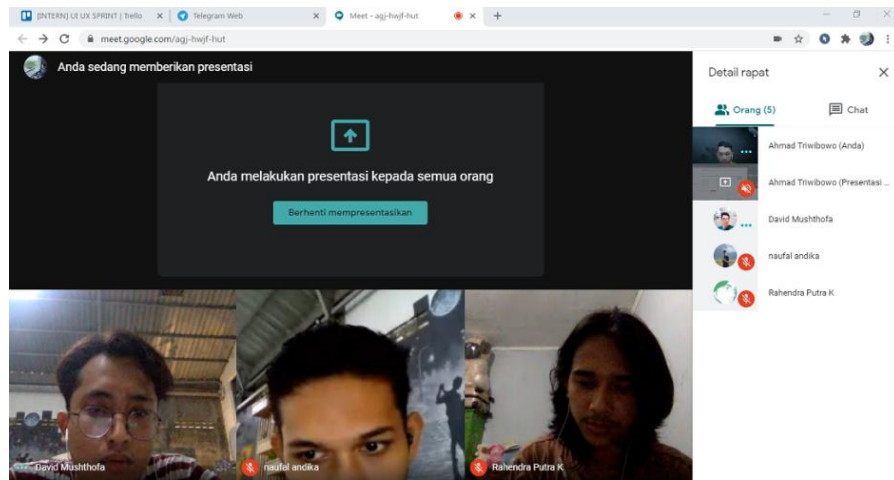 [INTERN] UI UX SPRINT | Trello
Telegram Web
Meet - agj-hwjf-hut
meet.google.com/agj-hwjf-hut
Anda sedang memberikan presentasi
Anda melakukan presentasi kepada semua orang
Berhenti mempresentasikan
David Mushthofa
naufal andika
Rahendra Putra K
Detail rapat
Orang (5)
Chat
Ahmad Triwibowo (Anda)
Ahmad Triwibowo (Presentasi ...
David Mushthofa
naufal andika
Rahendra Putra K